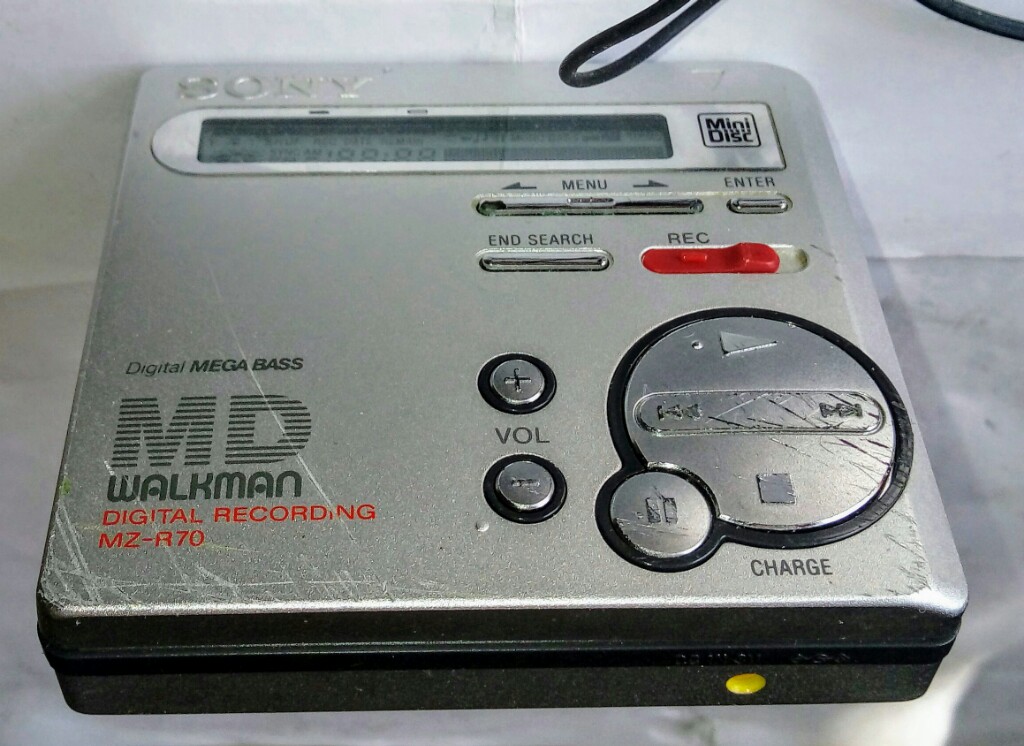 SONY
Mini
Disc
MENU
ENTER
END SEARCH
REC
Digital MEGA BASS
VOL
MD
WALKMAN
DIGITAL RECORDING
MZ-R70
CHARGE